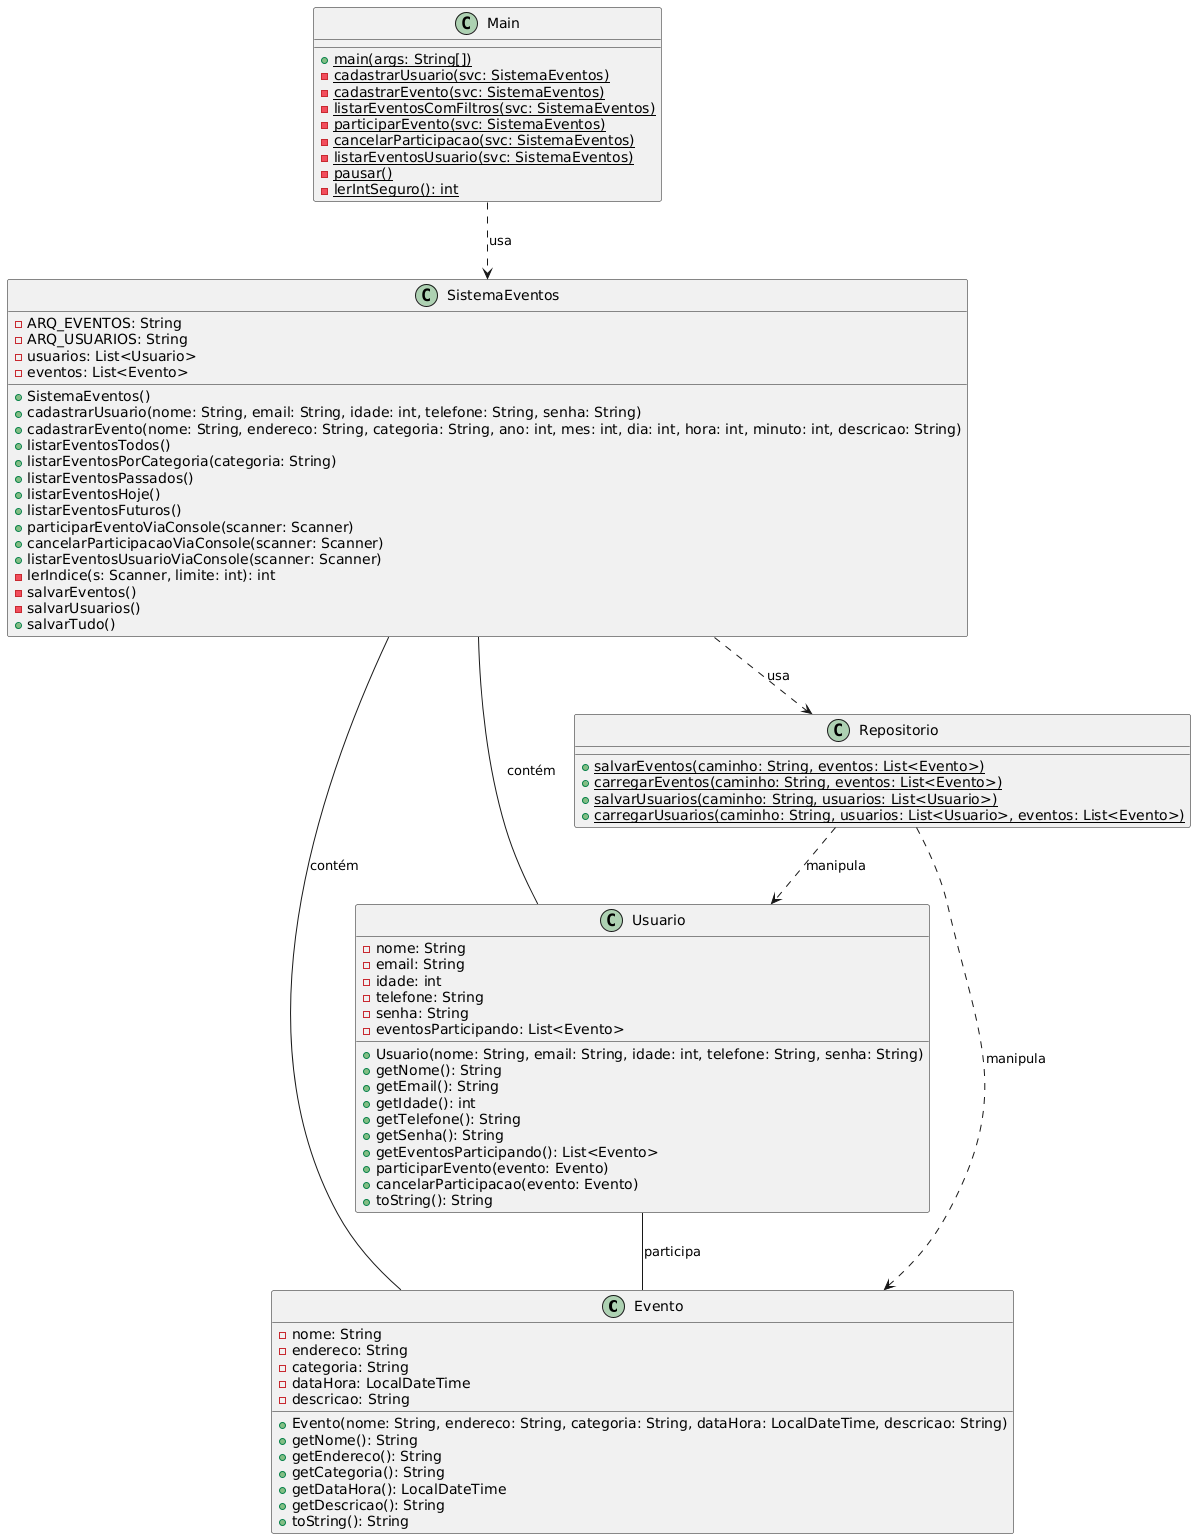 C Main
main(args: String[])
cadastrarUsuario(svc: SistemaEventos)
cadastrarEvento(svc: SistemaEventos)
listarEventosComFiltros(svc: SistemaEventos)
participarEvento(svc: SistemaEventos)
cancelarParticipacao(svc: SistemaEventos)
listarEventosUsuario(svc: SistemaEventos)
pausar()
lerIntSeguro(): int
usa
C SistemaEventos
ARQ_EVENTOS: String
ARQ_USUARIOS: String
usuarios: List<Usuario>
eventos: List<Evento>
SistemaEventos()
cadastrarUsuario(nome: String, email: String, idade: int, telefone: String, senha: String)
cadastrarEvento(nome: String, endereco: String, categoria: String, ano: int, mes: int, dia: int, hora: int, minuto: int, descricao: String)
listarEventosTodos()
listarEventosPorCategoria(categoria: String)
listarEventosPassados()
listarEventosHoje()
listarEventosFuturos()
participarEventoViaConsole(scanner: Scanner)
cancelarParticipacaoViaConsole(scanner: Scanner)
listarEventosUsuarioViaConsole(scanner: Scanner)
lerIndice(s: Scanner, limite: int): int
salvarEventos()
salvarUsuarios()
salvarTudo()
usa
C Repositorio
salvarEventos(caminho: String, eventos: List<Evento>)
carregarEventos(caminho: String, eventos: List<Evento>)
salvarUsuarios(caminho: String, usuarios: List<Usuario>)
carregarUsuarios(caminho: String, usuarios: List<Usuario>, eventos: List<Evento>)
contém
contém
manipula
C Usuario
nome: String
email: String
idade: int
telefone: String
senha: String
eventosParticipando: List<Evento>
Usuario(nome: String, email: String, idade: int, telefone: String, senha: String)
getNome(): String
getEmail(): String
getIdade(): int
getTelefone(): String
getSenha(): String
getEventosParticipando(): List<Evento>
participarEvento(evento: Evento)
cancelarParticipacao(evento: Evento)
toString(): String
manipula
participa
C Evento
nome: String
endereco: String
categoria: String
dataHora: LocalDateTime
descricao: String
Evento(nome: String, endereco: String, categoria: String, dataHora: LocalDateTime, descricao: String)
getNome(): String
getEndereco(): String
getCategoria(): String
getDataHora(): LocalDateTime
getDescricao(): String
toString(): String